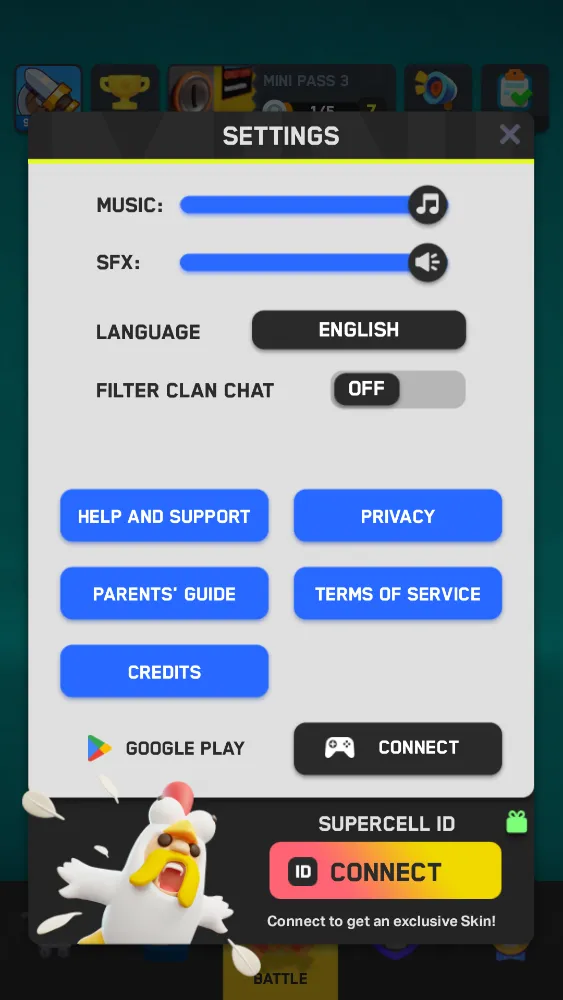 MINI PASS 3
1/5
7
SETTINGS
MUSIC:
SFX:
LANGUAGE
ENGLISH
FILTER CLAN CHAT
OFF
HELP AND SUPPORT
PRIVACY
PARENTS' GUIDE
TERMS OF SERVICE
CREDITS
GOOGLE PLAY
CONNECT
SUPERCELL ID
ID CONNECT
Connect to get an exclusive Skin!
BATTLE